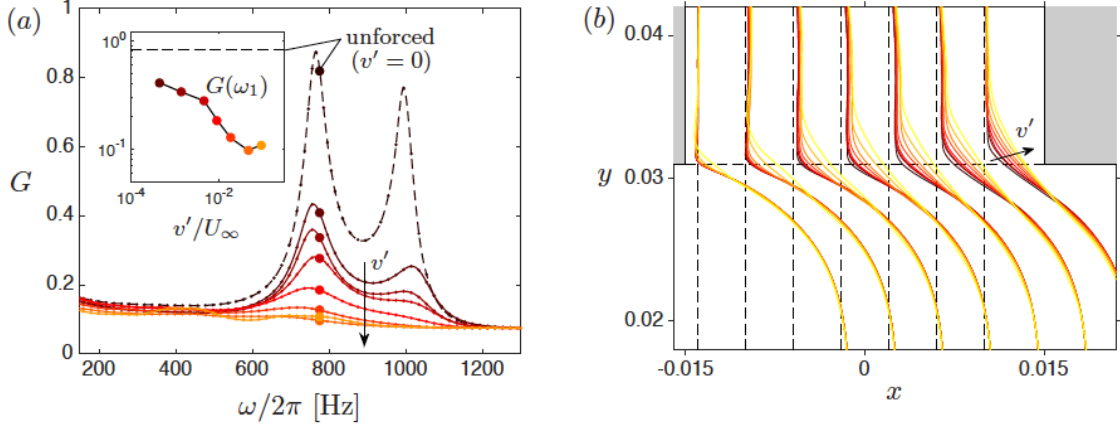 (a)
(b)
1
0.8
0.6
0.4
0.2
0
G
200 400 600 800 1000 1200
ω/2π [Hz]
10⁰
10⁻¹
10⁻⁴ 10⁻²
v′/U∞
G(ω₁)
unforced
(v′ = 0)
v′
0.04
0.03
0.02
y
-0.015 0 0.015
x
v′